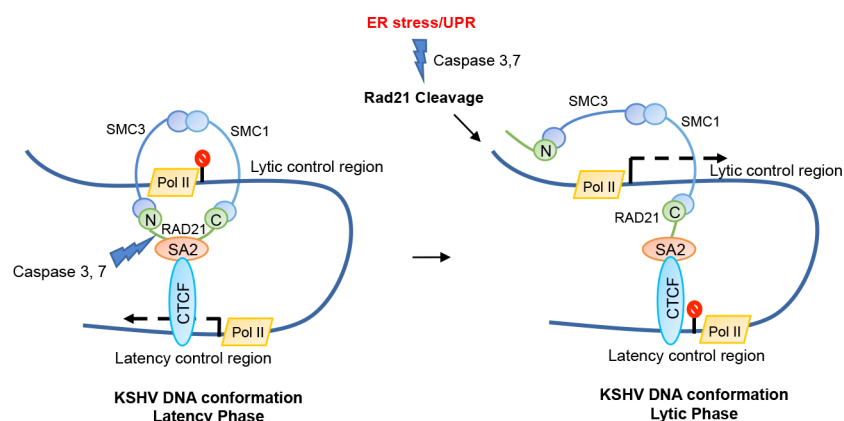 ER stress/UPR
Caspase 3,7
Rad21 Cleavage
SMC3
SMC1
Lytic control region
Pol II
N
RAD21
C
SA2
Caspase 3, 7
CTCF
Pol II
Latency control region
KSHV DNA conformation
Latency Phase
SMC3
SMC1
N
Lytic control region
Pol II
RAD21
C
SA2
CTCF
Pol II
Latency control region
KSHV DNA conformation
Lytic Phase